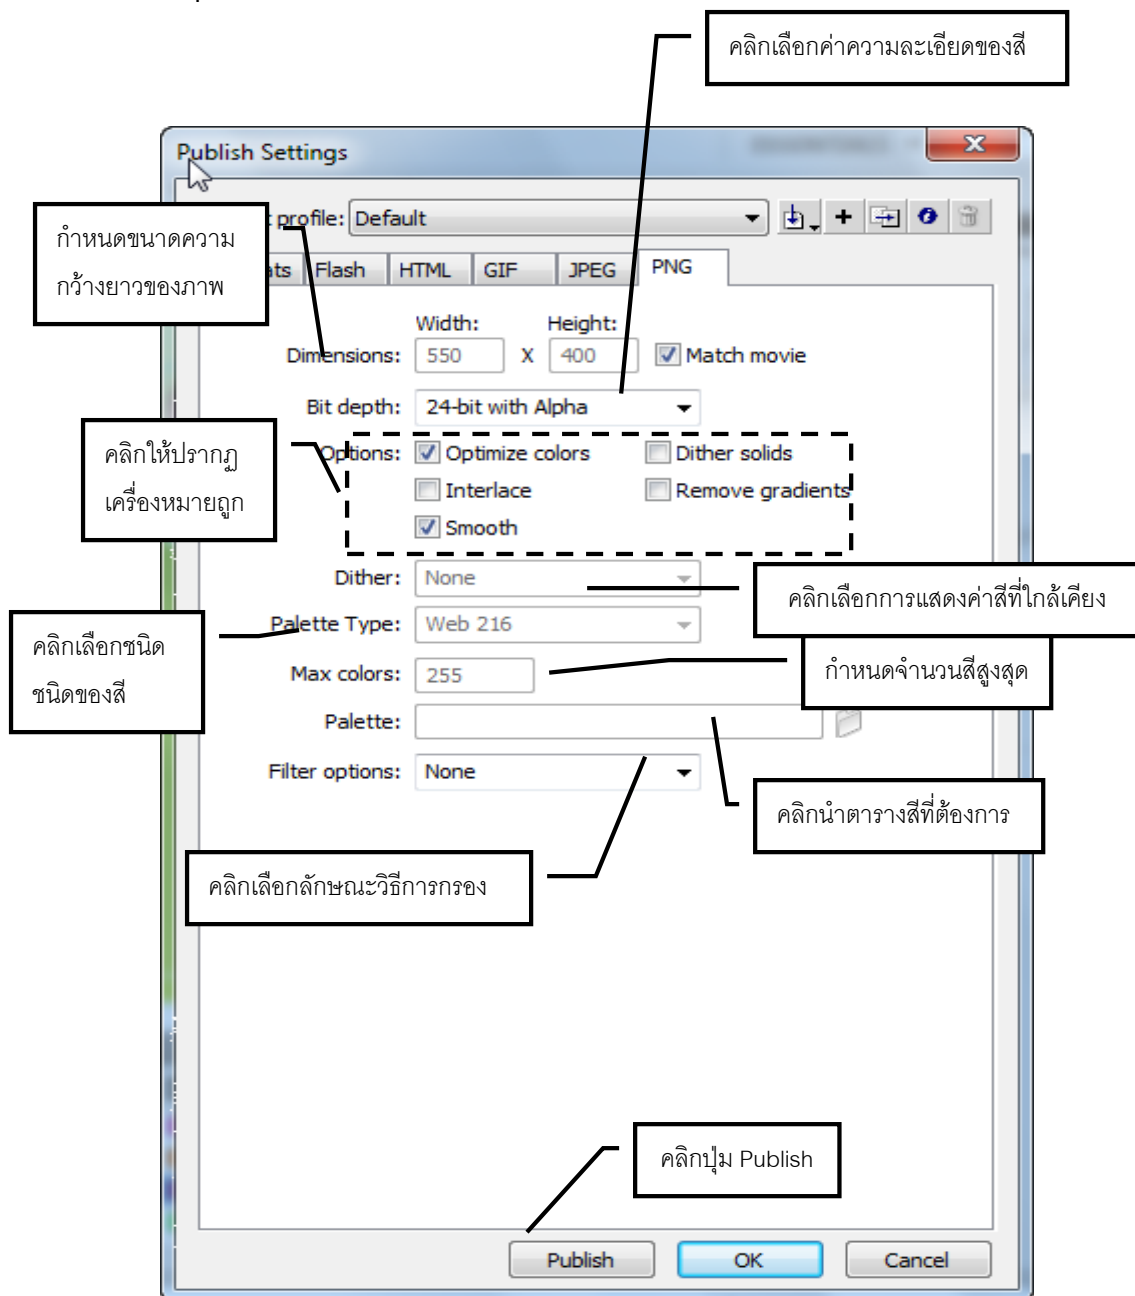 คลิกเลือกค่าความละเอียดของสี
Publish Settings
profile: Default
กำหนดขนาดความ
กว้างยาวของภาพ
Flash HTML GIF JPEG PNG
Width: Height:
Dimensions: 550 X 400 Match movie
Bit depth: 24-bit with Alpha
คลิกให้ปรากฏ
เครื่องหมายถูก
Options: Optimize colors Dither solids
Interlace Remove gradients
Smooth
Dither: None
คลิกเลือกการแสดงค่าสีที่ใกล้เคียง
Palette Type: Web 216
คลิกเลือกชนิด
ชนิดของสี
Max colors: 255
กำหนดจำนวนสีสูงสุด
Palette:
Filter options: None
คลิกนำตารางสีที่ต้องการ
คลิกเลือกลักษณะวิธีการกรอง
คลิกปุ่ม Publish
Publish OK Cancel